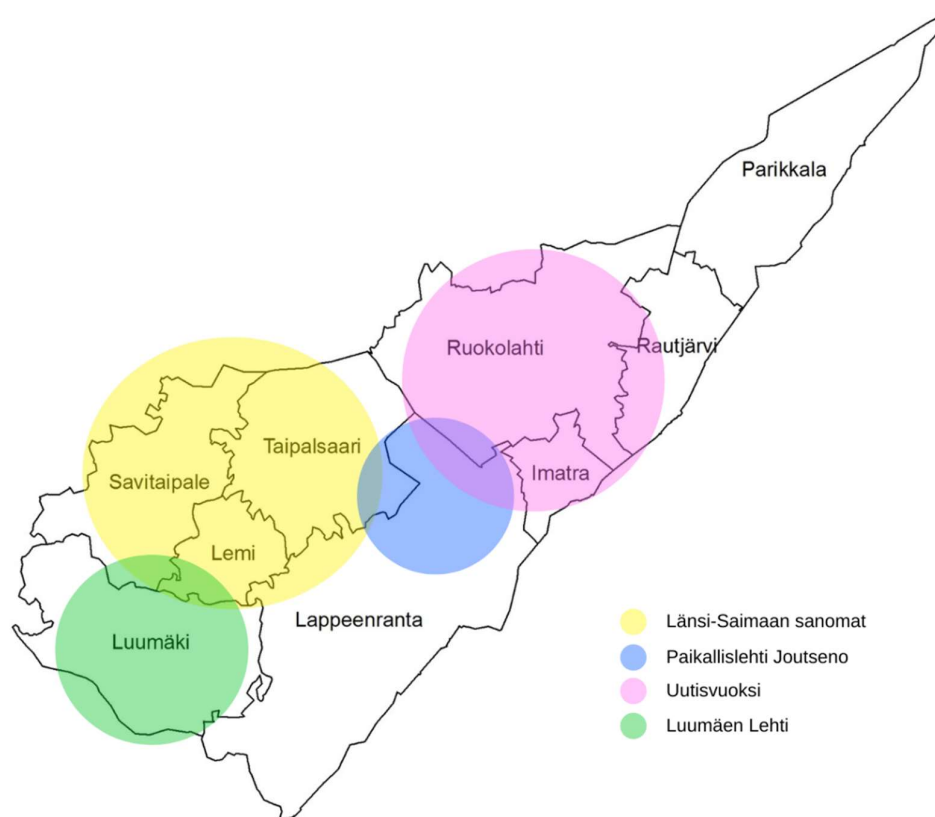 Parikkala
Ruokolahti
Rautjärvi
Taipalsaari
Savitaipale
Imatra
Lemi
Lappeenranta
Luumäki
Länsi-Saimaan sanomat
Paikallislehti Joutseno
Uutisvuoksi
Luumäen Lehti